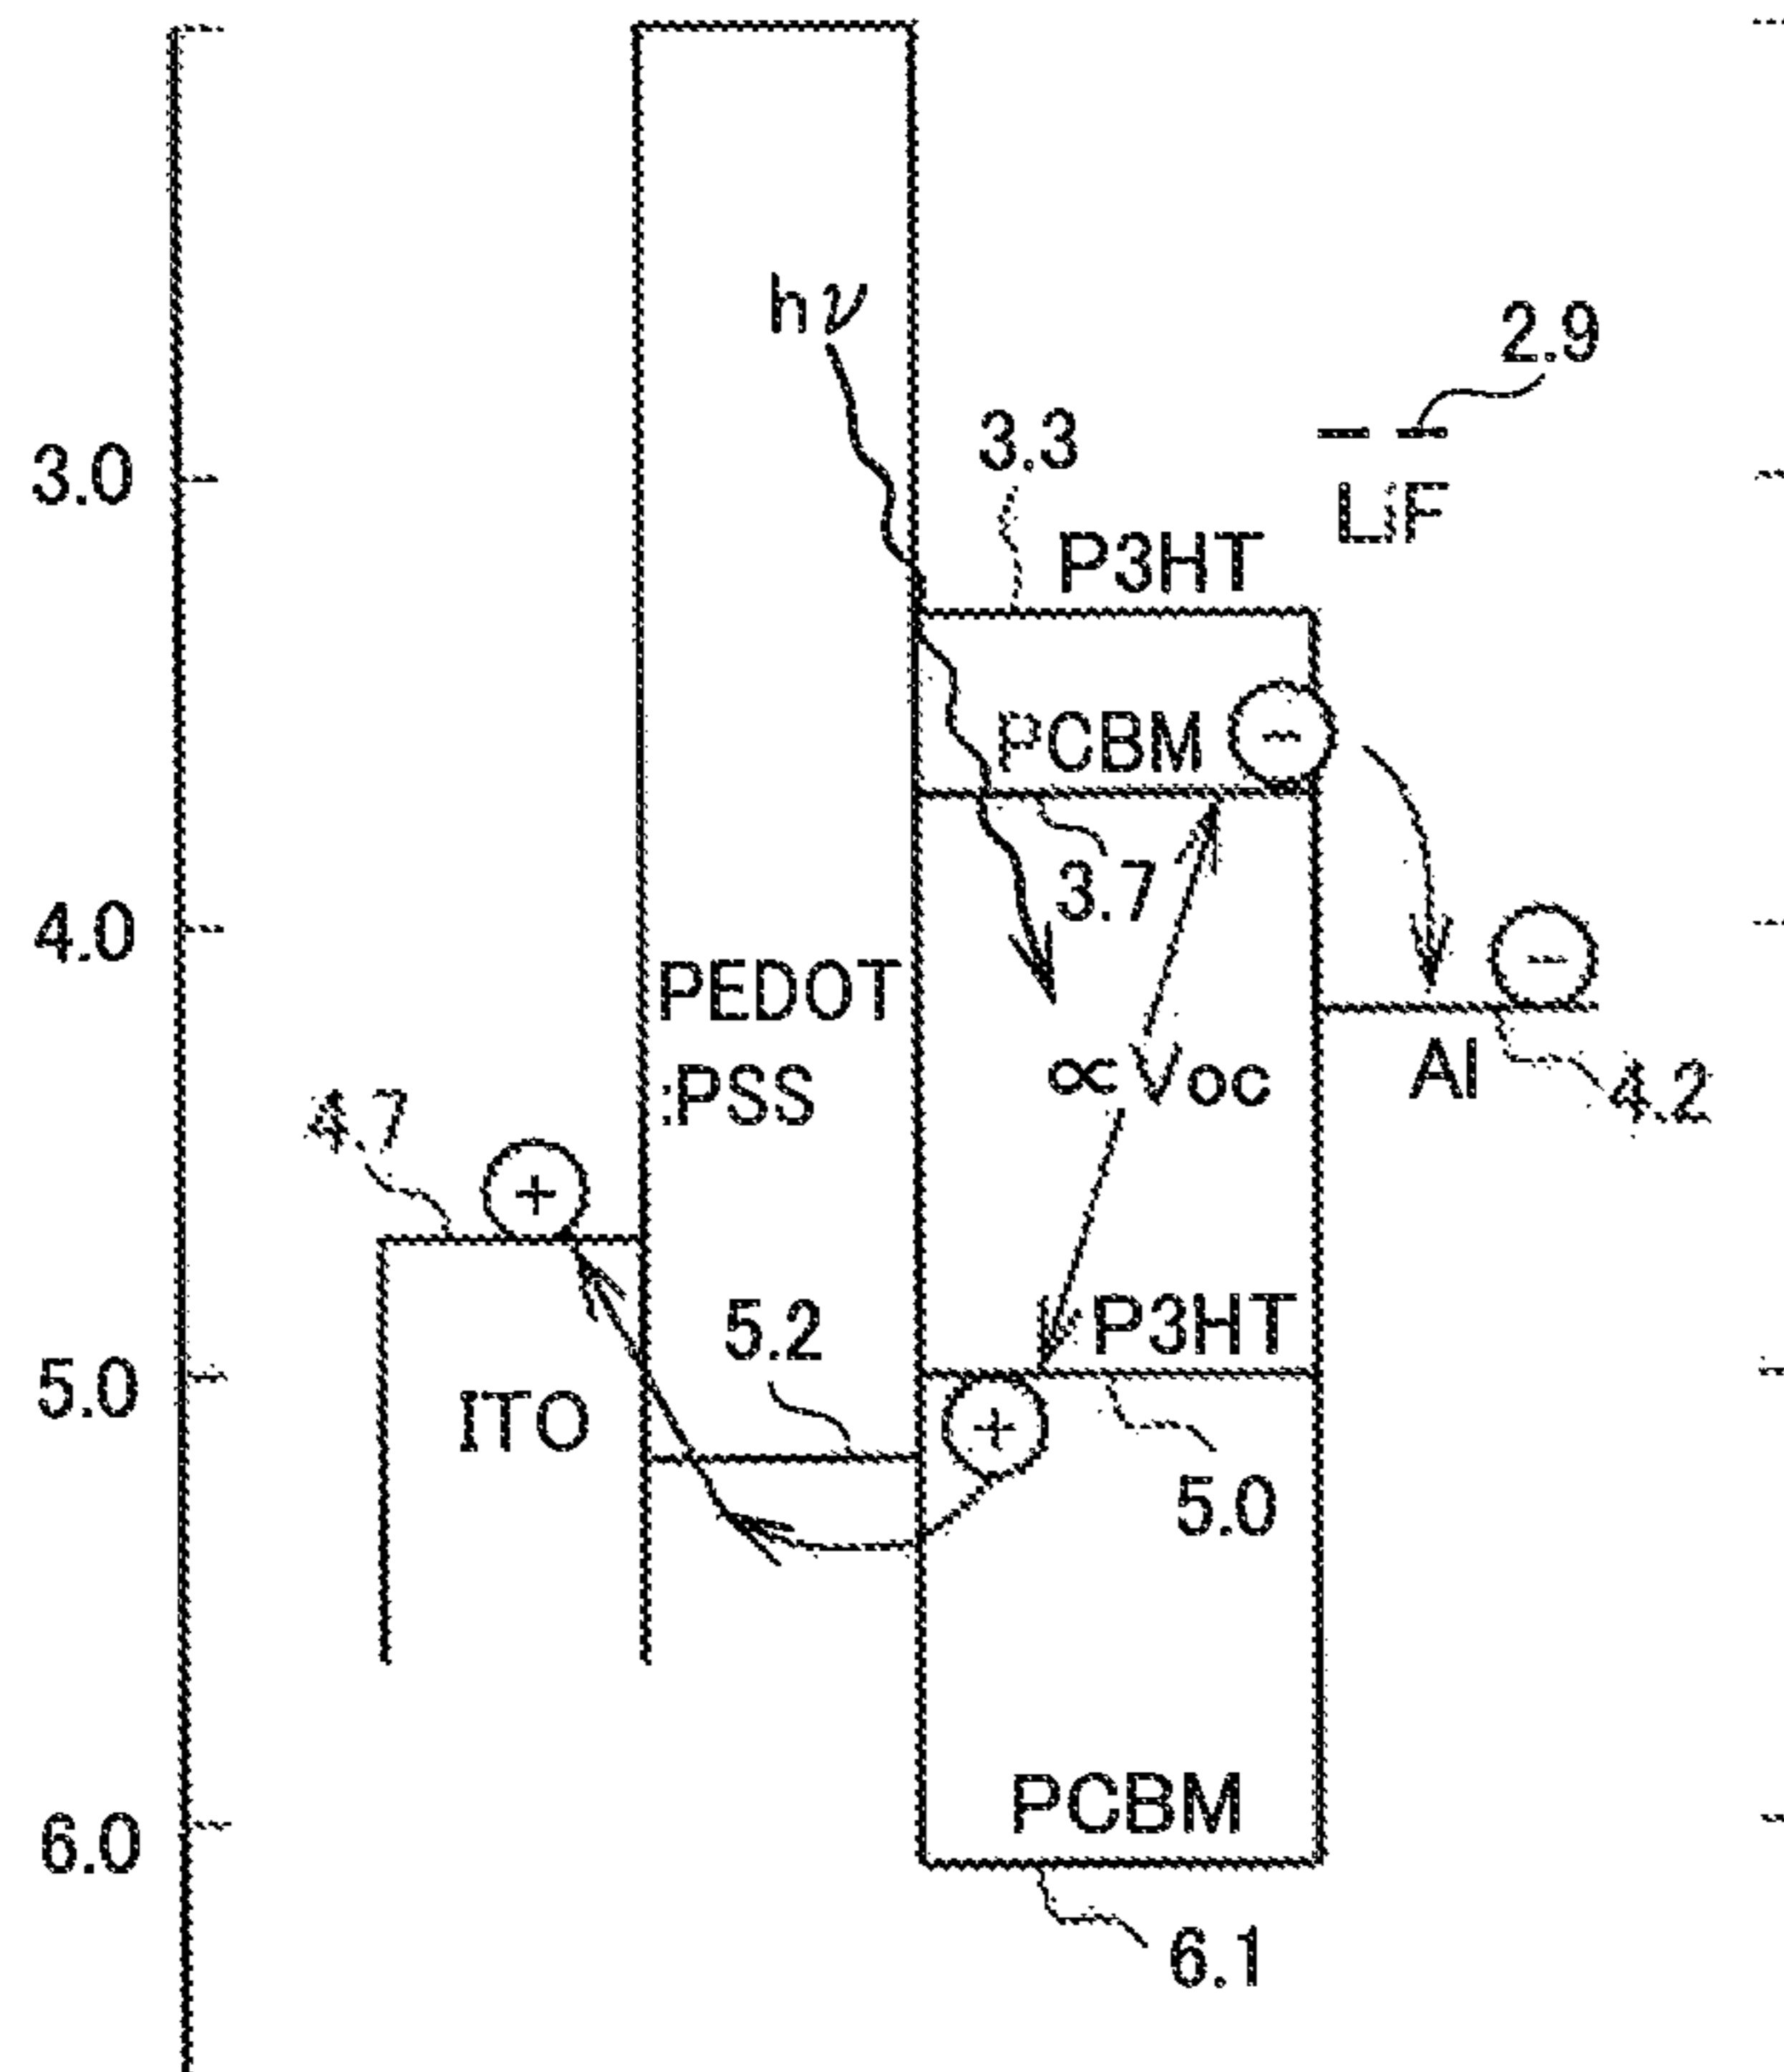 hν
2.9
3.3
3.0
LiF
P3HT
PCBM
3.7
4.0
PEDOT
:PSS
∝ Voc
Al
4.2
4.7
+
−
−
5.2
P3HT
5.0
ITO
+
5.0
PCBM
6.0
6.1